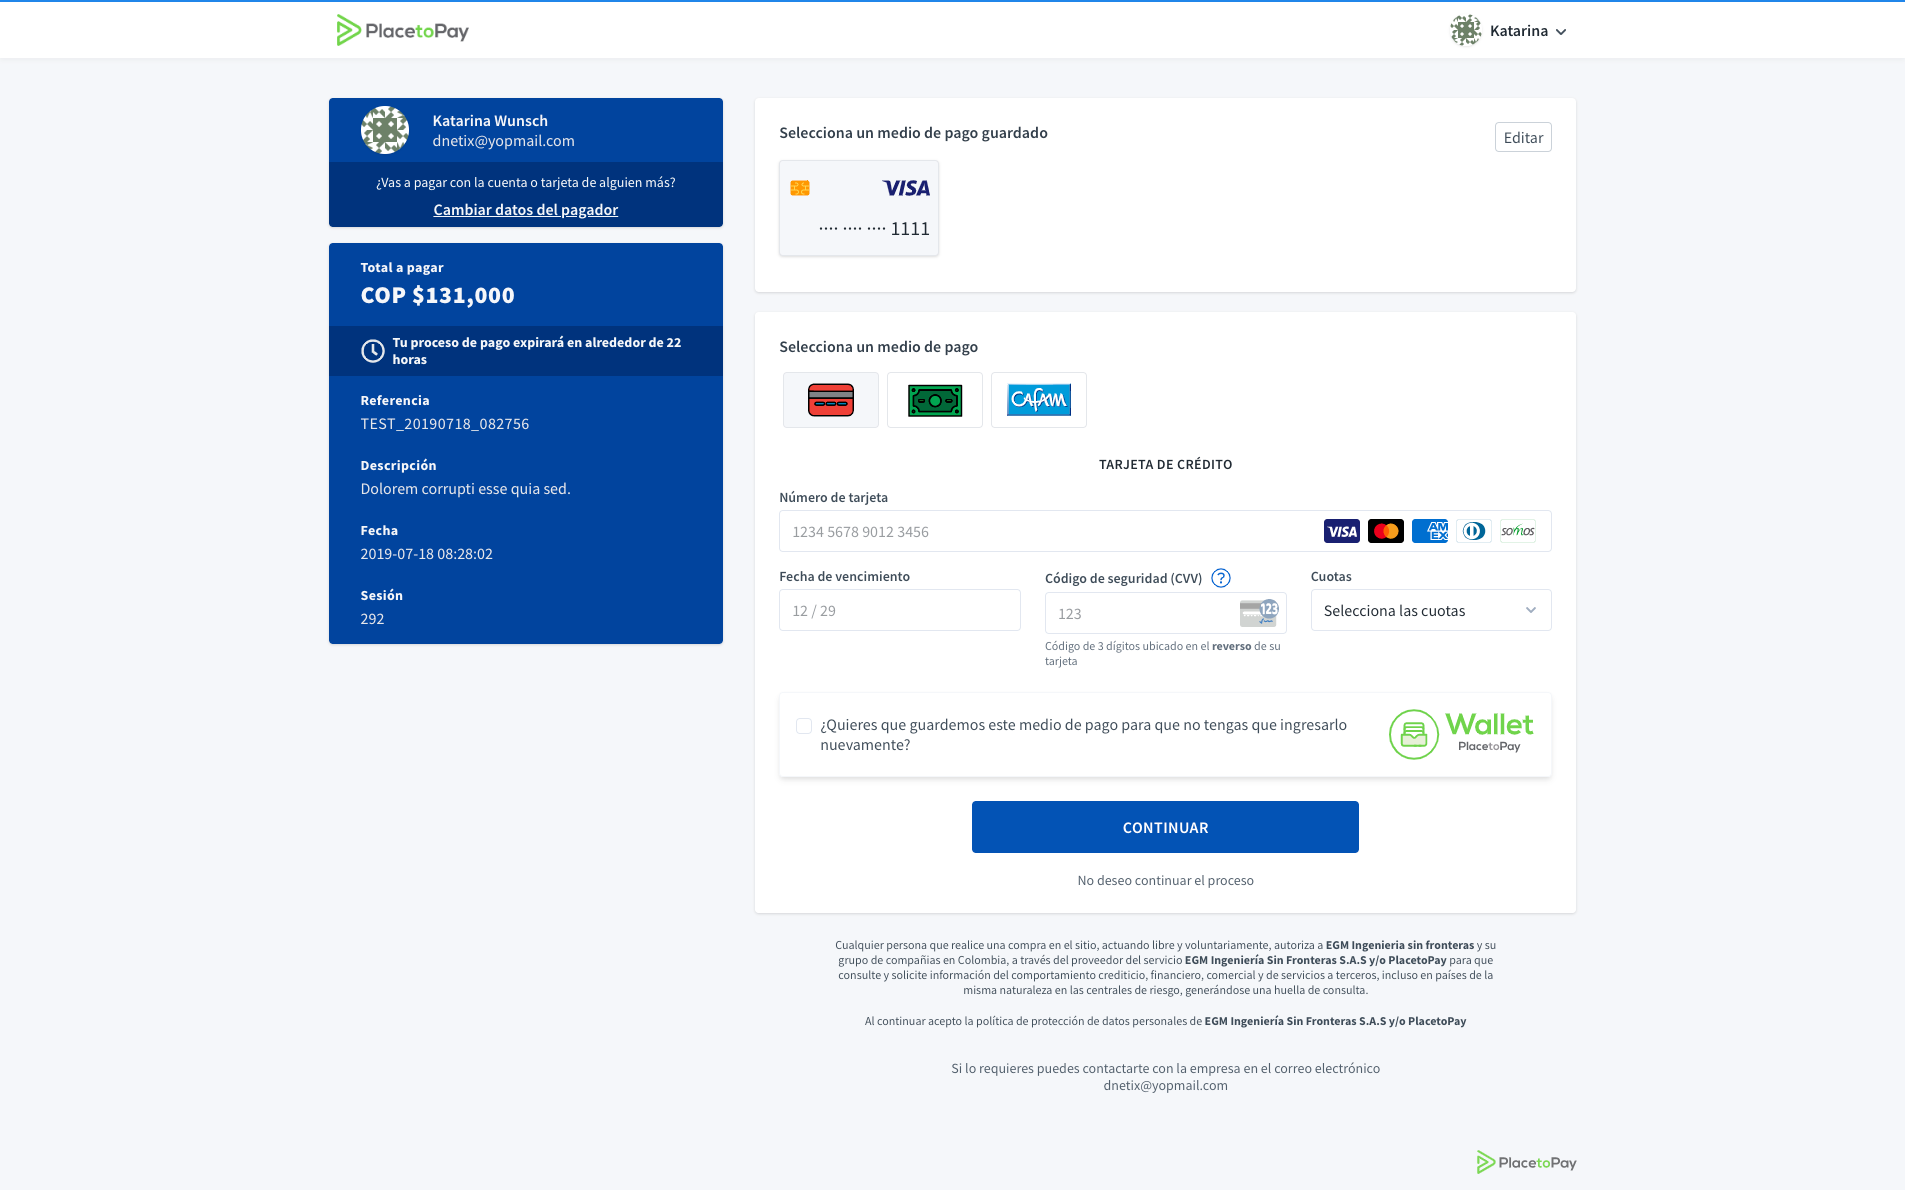 PlacetoPay
Katarina
Katarina Wunsch
dnetix@yopmail.com
¿Vas a pagar con la cuenta o tarjeta de alguien más?
Cambiar datos del pagador
Total a pagar
COP $131,000
Tu proceso de pago expirará en alrededor de 22
horas
Referencia
TEST_20190718_082756
Descripción
Dolorem corrupti esse quia sed.
Fecha
2019-07-18 08:28:02
Sesión
292
Selecciona un medio de pago guardado
Editar
VISA
···· ···· ···· 1111
Selecciona un medio de pago
CAFAM
TARJETA DE CRÉDITO
Número de tarjeta
1234 5678 9012 3456
VISA
AM
EX
somos
Fecha de vencimiento
12 / 29
Código de seguridad (CVV) ?
123
123
Código de 3 dígitos ubicado en el reverso de su
tarjeta
Cuotas
Selecciona las cuotas
¿Quieres que guardemos este medio de pago para que no tengas que ingresarlo
nuevamente?
Wallet
PlacetoPay
CONTINUAR
No deseo continuar el proceso
Cualquier persona que realice una compra en el sitio, actuando libre y voluntariamente, autoriza a EGM Ingenieria sin fronteras y su
grupo de compañias en Colombia, a través del proveedor del servicio EGM Ingeniería Sin Fronteras S.A.S y/o PlacetoPay para que
consulte y solicite información del comportamiento crediticio, financiero, comercial y de servicios a terceros, incluso en países de la
misma naturaleza en las centrales de riesgo, generándose una huella de consulta.
Al continuar acepto la política de protección de datos personales de EGM Ingeniería Sin Fronteras S.A.S y/o PlacetoPay
Si lo requieres puedes contactarte con la empresa en el correo electrónico
dnetix@yopmail.com
PlacetoPay